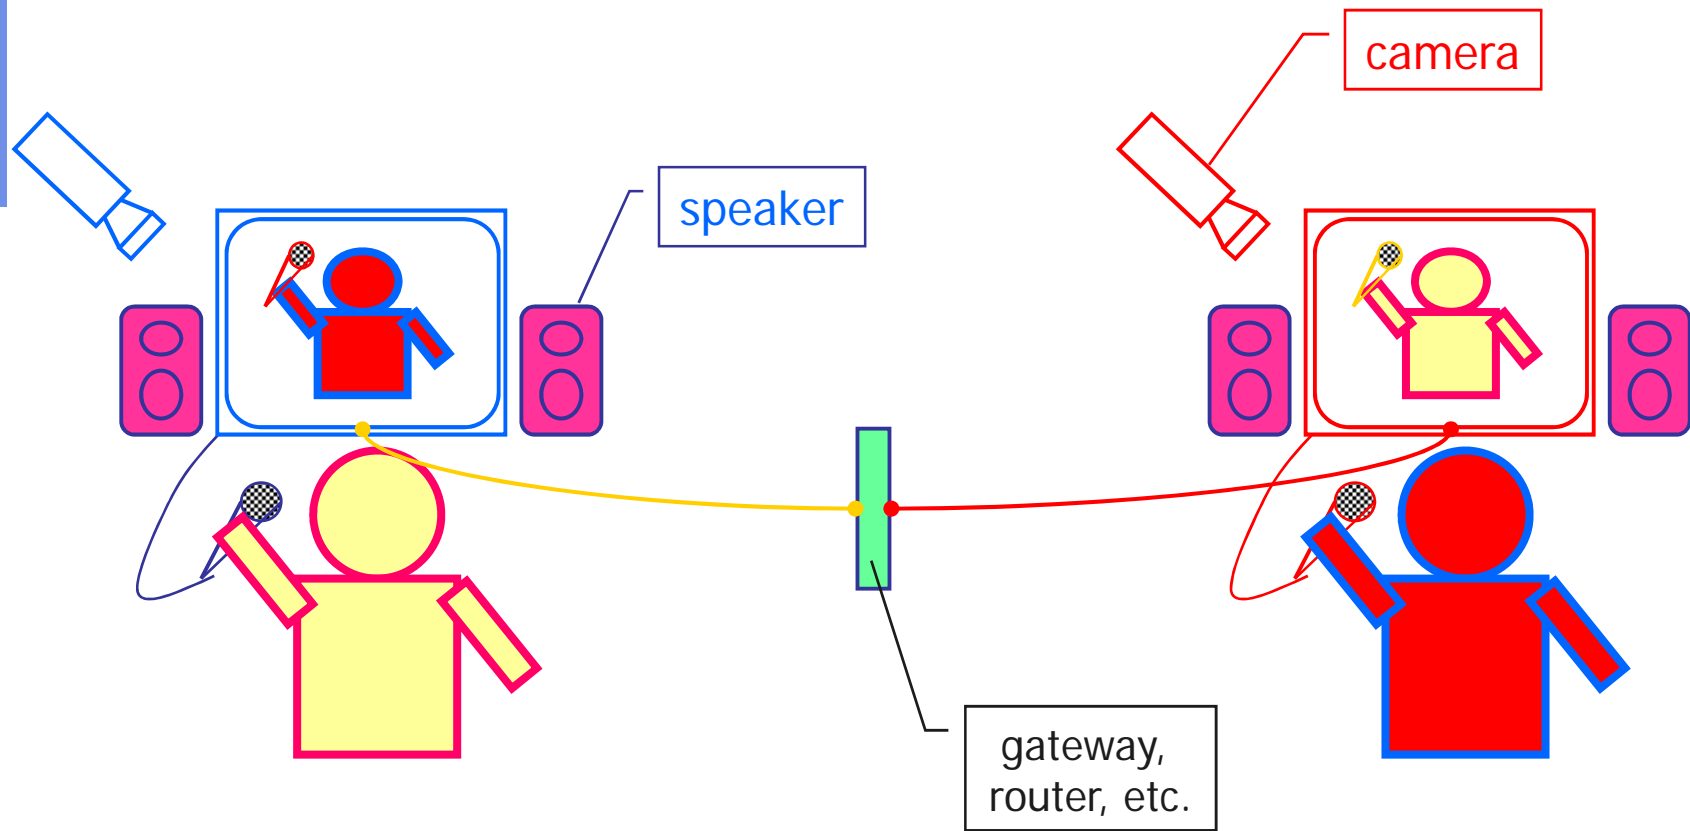 camera
speaker
gateway,
router, etc.